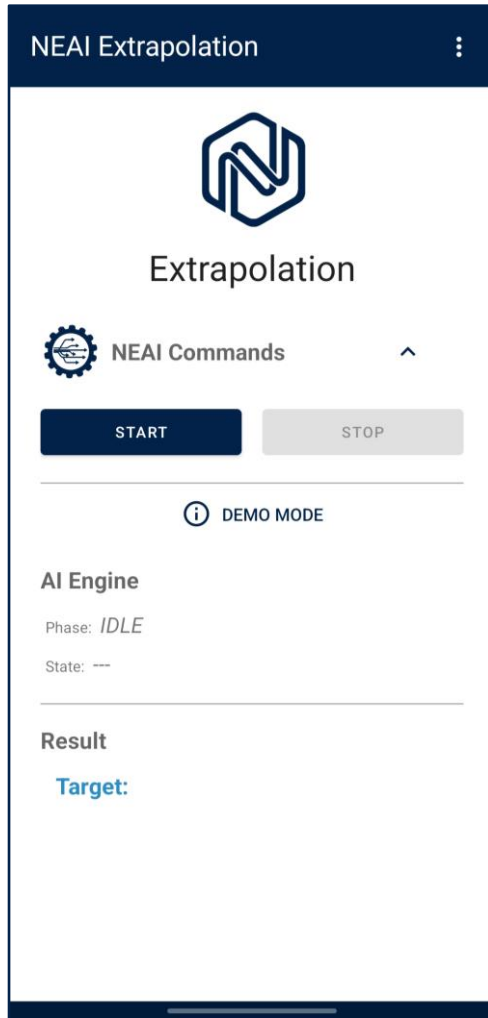 NEAI Extrapolation
Extrapolation
NEAI Commands
START STOP
DEMO MODE
AI Engine
Phase: IDLE
State: ---
Result
Target: